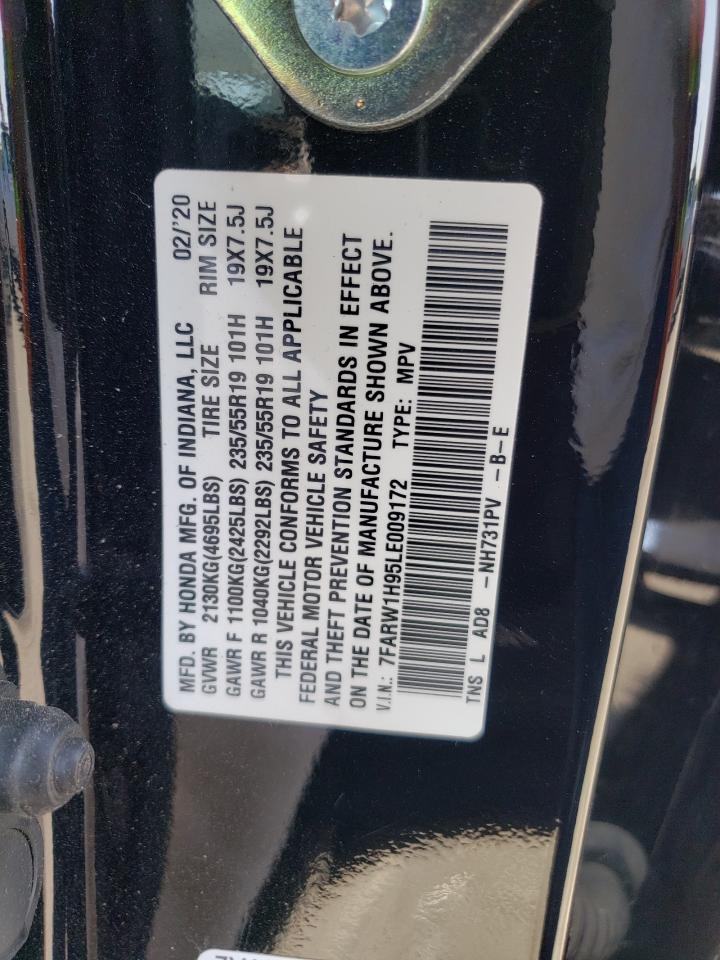 MFD. BY HONDA MFG. OF INDIANA, LLC 02/'20
GVWR 2130KG(4695LBS) TIRE SIZE RIM SIZE
GAWR F 1100KG(2425LBS) 235/55R19 101H 19X7.5J
GAWR R 1040KG(2292LBS) 235/55R19 101H 19X7.5J
THIS VEHICLE CONFORMS TO ALL APPLICABLE
FEDERAL MOTOR VEHICLE SAFETY
AND THEFT PREVENTION STANDARDS IN EFFECT
ON THE DATE OF MANUFACTURE SHOWN ABOVE.
V.I.N.: 7FARW1H95LE009172 TYPE: MPV
TNS L AD8 -NH731PV -B-E